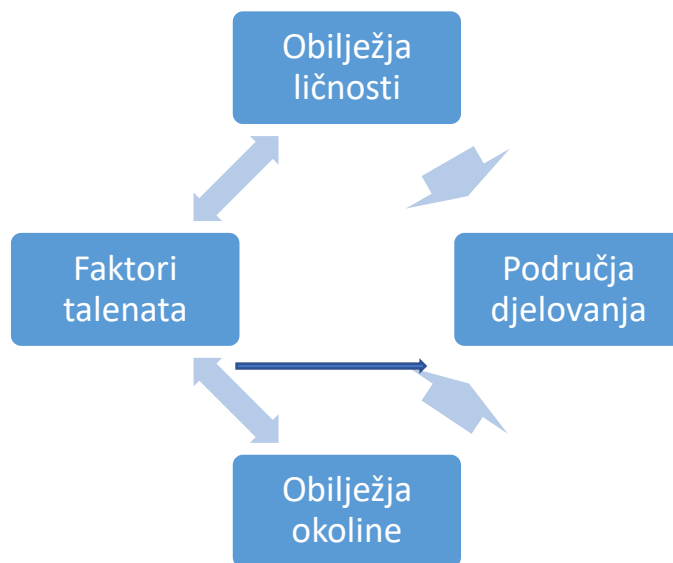 Obilježja
ličnosti
Faktori
talenata
Područja
djelovanja
Obilježja
okoline